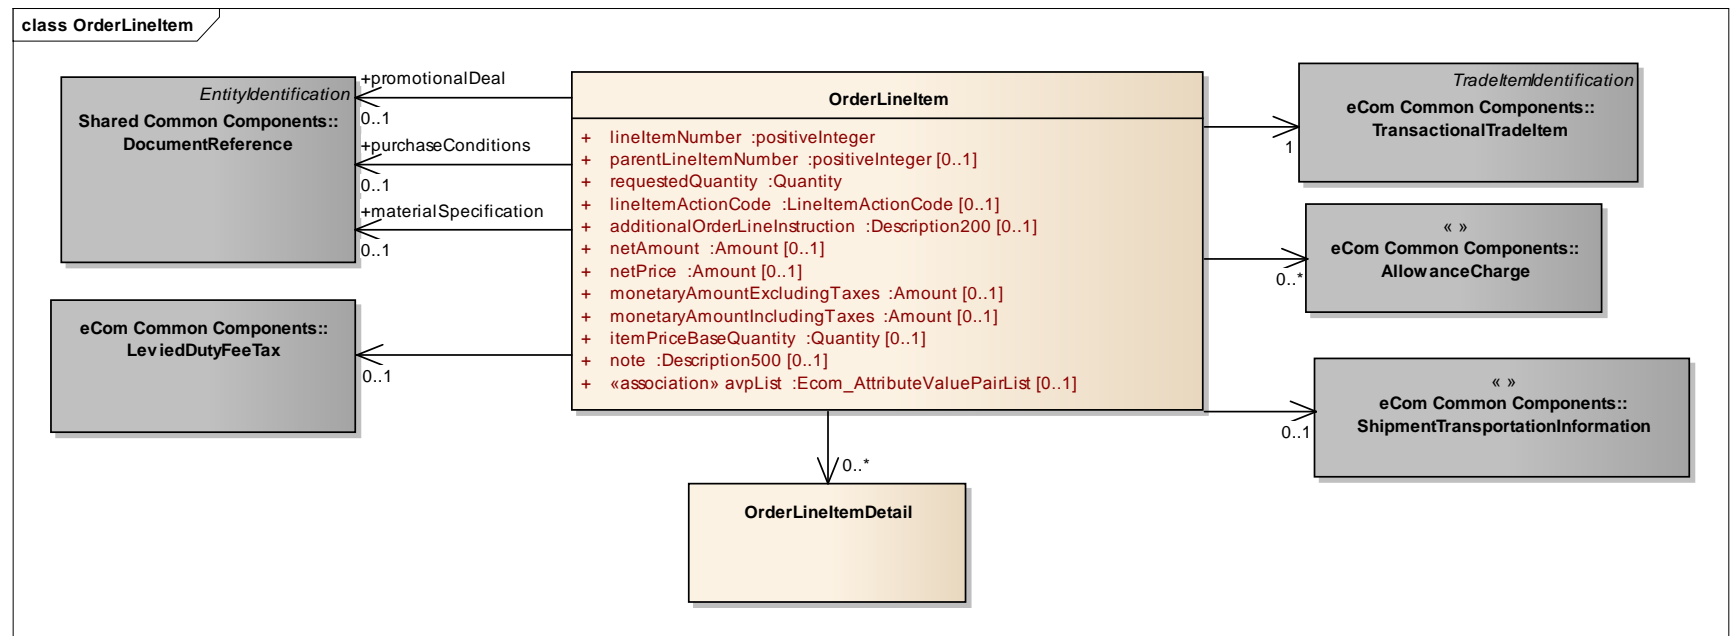 class OrderLineItem
EntityIdentification
Shared Common Components::
DocumentReference
+promotionalDeal
0..1
+purchaseConditions
0..1
+materialSpecification
0..1
eCom Common Components::
LeviedDutyFeeTax
0..1
OrderLineItem
+ lineItemNumber :positiveInteger
+ parentLineItemNumber :positiveInteger [0..1]
+ requestedQuantity :Quantity
+ lineItemActionCode :LineItemActionCode [0..1]
+ additionalOrderLineInstruction :Description200 [0..1]
+ netAmount :Amount [0..1]
+ netPrice :Amount [0..1]
+ monetaryAmountExcludingTaxes :Amount [0..1]
+ monetaryAmountIncludingTaxes :Amount [0..1]
+ itemPriceBaseQuantity :Quantity [0..1]
+ note :Description500 [0..1]
+ «association» avpList :Ecom_AttributeValuePairList [0..1]
0..*
OrderLineItemDetail
TradeItemIdentification
eCom Common Components::
TransactionalTradeItem
1
« »
eCom Common Components::
AllowanceCharge
0..*
« »
eCom Common Components::
ShipmentTransportationInformation
0..1